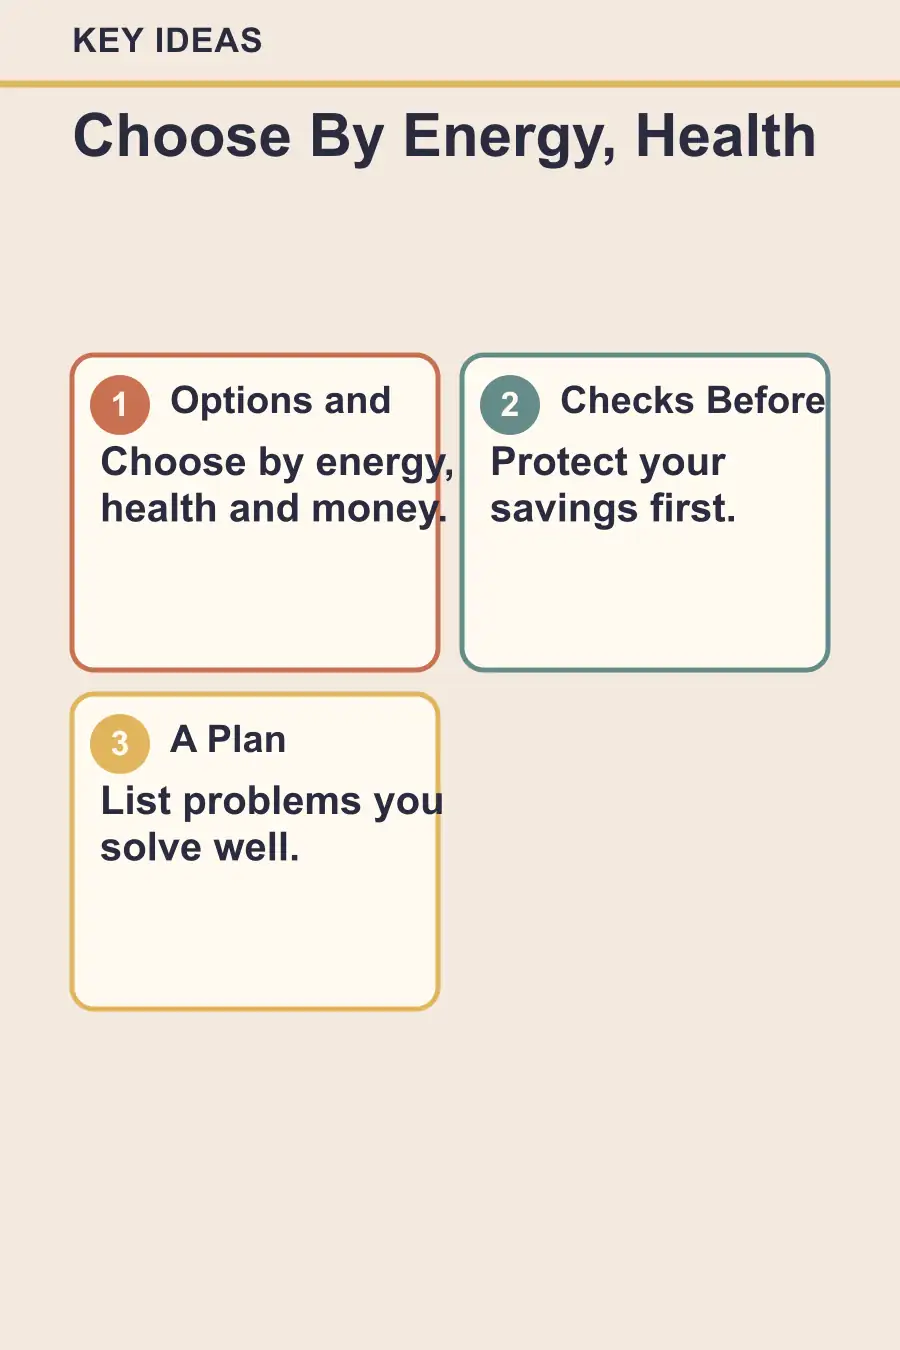 KEY IDEAS
Choose By Energy, Health
1 Options and
Choose by energy,
health and money.
2 Checks Before
Protect your
savings first.
3 A Plan
List problems you
solve well.